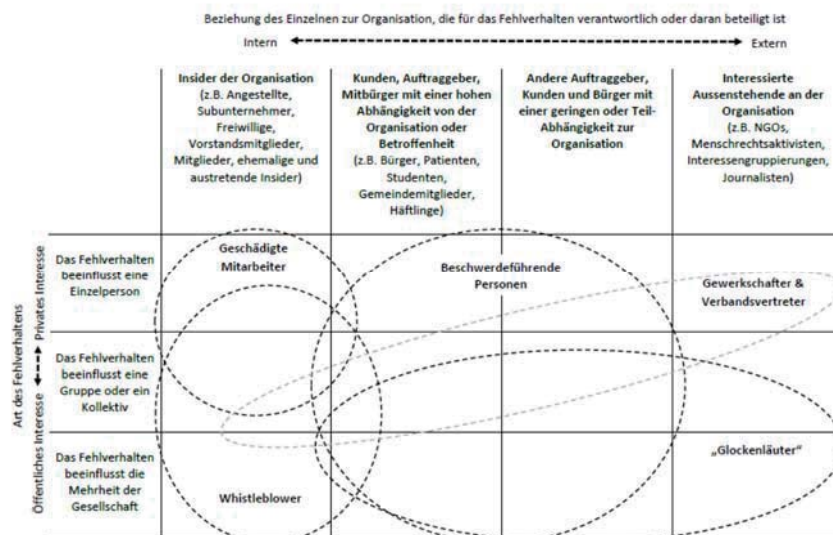 Beziehung des Einzelnen zur Organisation, die für das Fehlverhalten verantwortlich oder daran beteiligt ist
Intern
Extern
Insider der Organisation
(z.B. Angestellte,
Subunternehmer,
Freiwillige,
Vorstandsmitglieder,
Mitglieder, ehemalige und
austretende Insider)
Kunden, Auftraggeber,
Mitbürger mit einer hohen
Abhängigkeit von der
Organisation oder
Betroffenheit
(z.B. Bürger, Patienten,
Studenten,
Gemeindemitglieder,
Häftlinge)
Andere Auftraggeber,
Kunden und Bürger mit
einer geringen oder Teil-
Abhängigkeit zur
Organisation
Interessierte
Aussenstehende an der
Organisation
(z.B. NGOs,
Menschrechtsaktivisten,
Interessengruppierungen,
Journalisten)
Art des Fehlverhaltens
Öffentliches Interesse
Privates Interesse
Das Fehlverhalten
beeinflusst eine
Einzelperson
Geschädigte
Mitarbeiter
Beschwerdeführende
Personen
Gewerkschafter &
Verbandsvertreter
Das Fehlverhalten
beeinflusst eine
Gruppe oder ein
Kollektiv
Das Fehlverhalten
beeinflusst die
Mehrheit der
Gesellschaft
Whistleblower
„Glockenläuter“